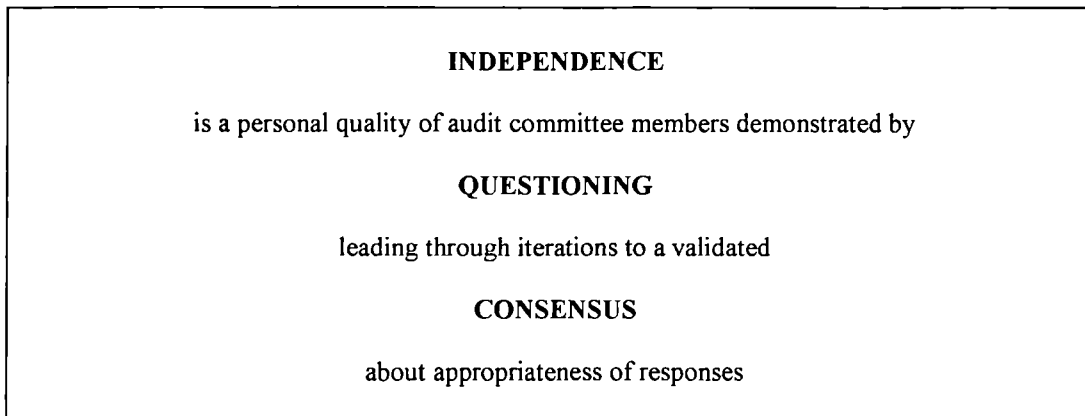 INDEPENDENCE
is a personal quality of audit committee members demonstrated by
QUESTIONING
leading through iterations to a validated
CONSENSUS
about appropriateness of responses